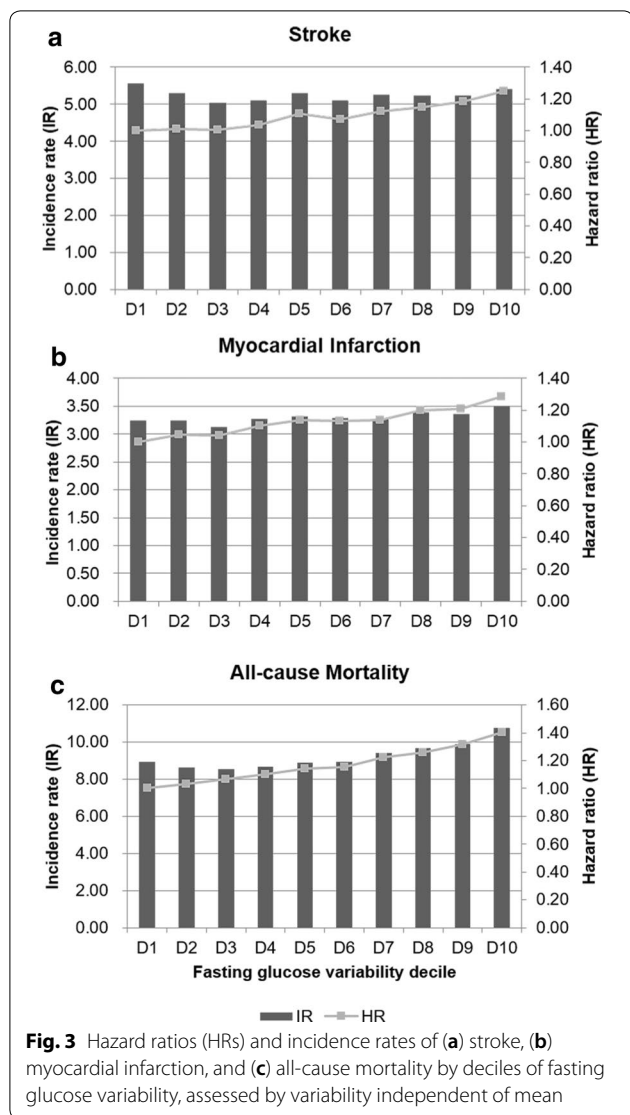 a
Stroke
Incidence rate (IR)
6.00
5.00
4.00
3.00
2.00
1.00
0.00
1.40
1.20
1.00
0.80
0.60
0.40
0.20
0.00
Hazard ratio (HR)
D1 D2 D3 D4 D5 D6 D7 D8 D9 D10
b
Myocardial Infarction
Incidence rate (IR)
4.00
3.50
3.00
2.50
2.00
1.50
1.00
0.50
0.00
1.40
1.20
1.00
0.80
0.60
0.40
0.20
0.00
Hazard ratio (HR)
D1 D2 D3 D4 D5 D6 D7 D8 D9 D10
c
All-cause Mortality
Incidence rate (IR)
12.00
10.00
8.00
6.00
4.00
2.00
0.00
1.60
1.40
1.20
1.00
0.80
0.60
0.40
0.20
0.00
Hazard ratio (HR)
D1 D2 D3 D4 D5 D6 D7 D8 D9 D10
Fasting glucose variability decile
IR HR
Fig. 3 Hazard ratios (HRs) and incidence rates of (a) stroke, (b)
myocardial infarction, and (c) all-cause mortality by deciles of fasting
glucose variability, assessed by variability independent of mean